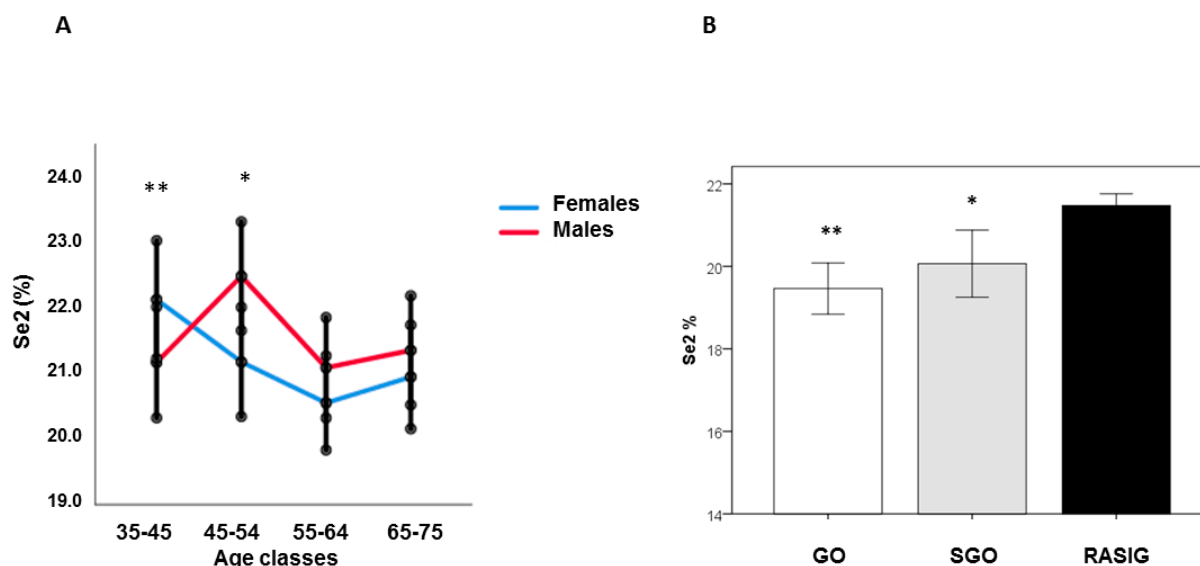 A
24.0
23.0
22.0
21.0
20.0
19.0
Se2 (%)
** *
Females
Males
35-45 45-54 55-64 65-75
Age classes
B
22
20
18
16
14
Se2 %
** *
GO SGO RASIG